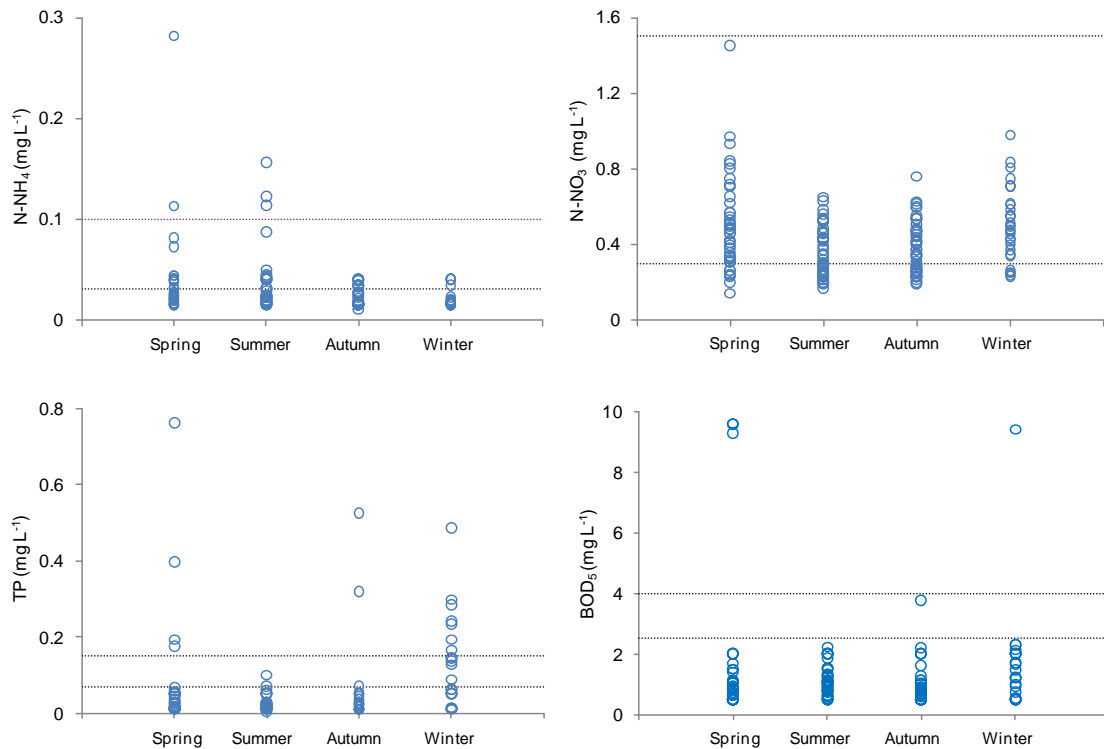 0.3
0.2
0.1
0
N-NH₄ (mg L⁻¹)
Spring Summer Autumn Winter
1.6
1.2
0.8
0.4
0
N-NO₃ (mg L⁻¹)
Spring Summer Autumn Winter
0.8
0.6
0.4
0.2
0
TP (mg L⁻¹)
Spring Summer Autumn Winter
10
8
6
4
2
0
BOD₅ (mg L⁻¹)
Spring Summer Autumn Winter